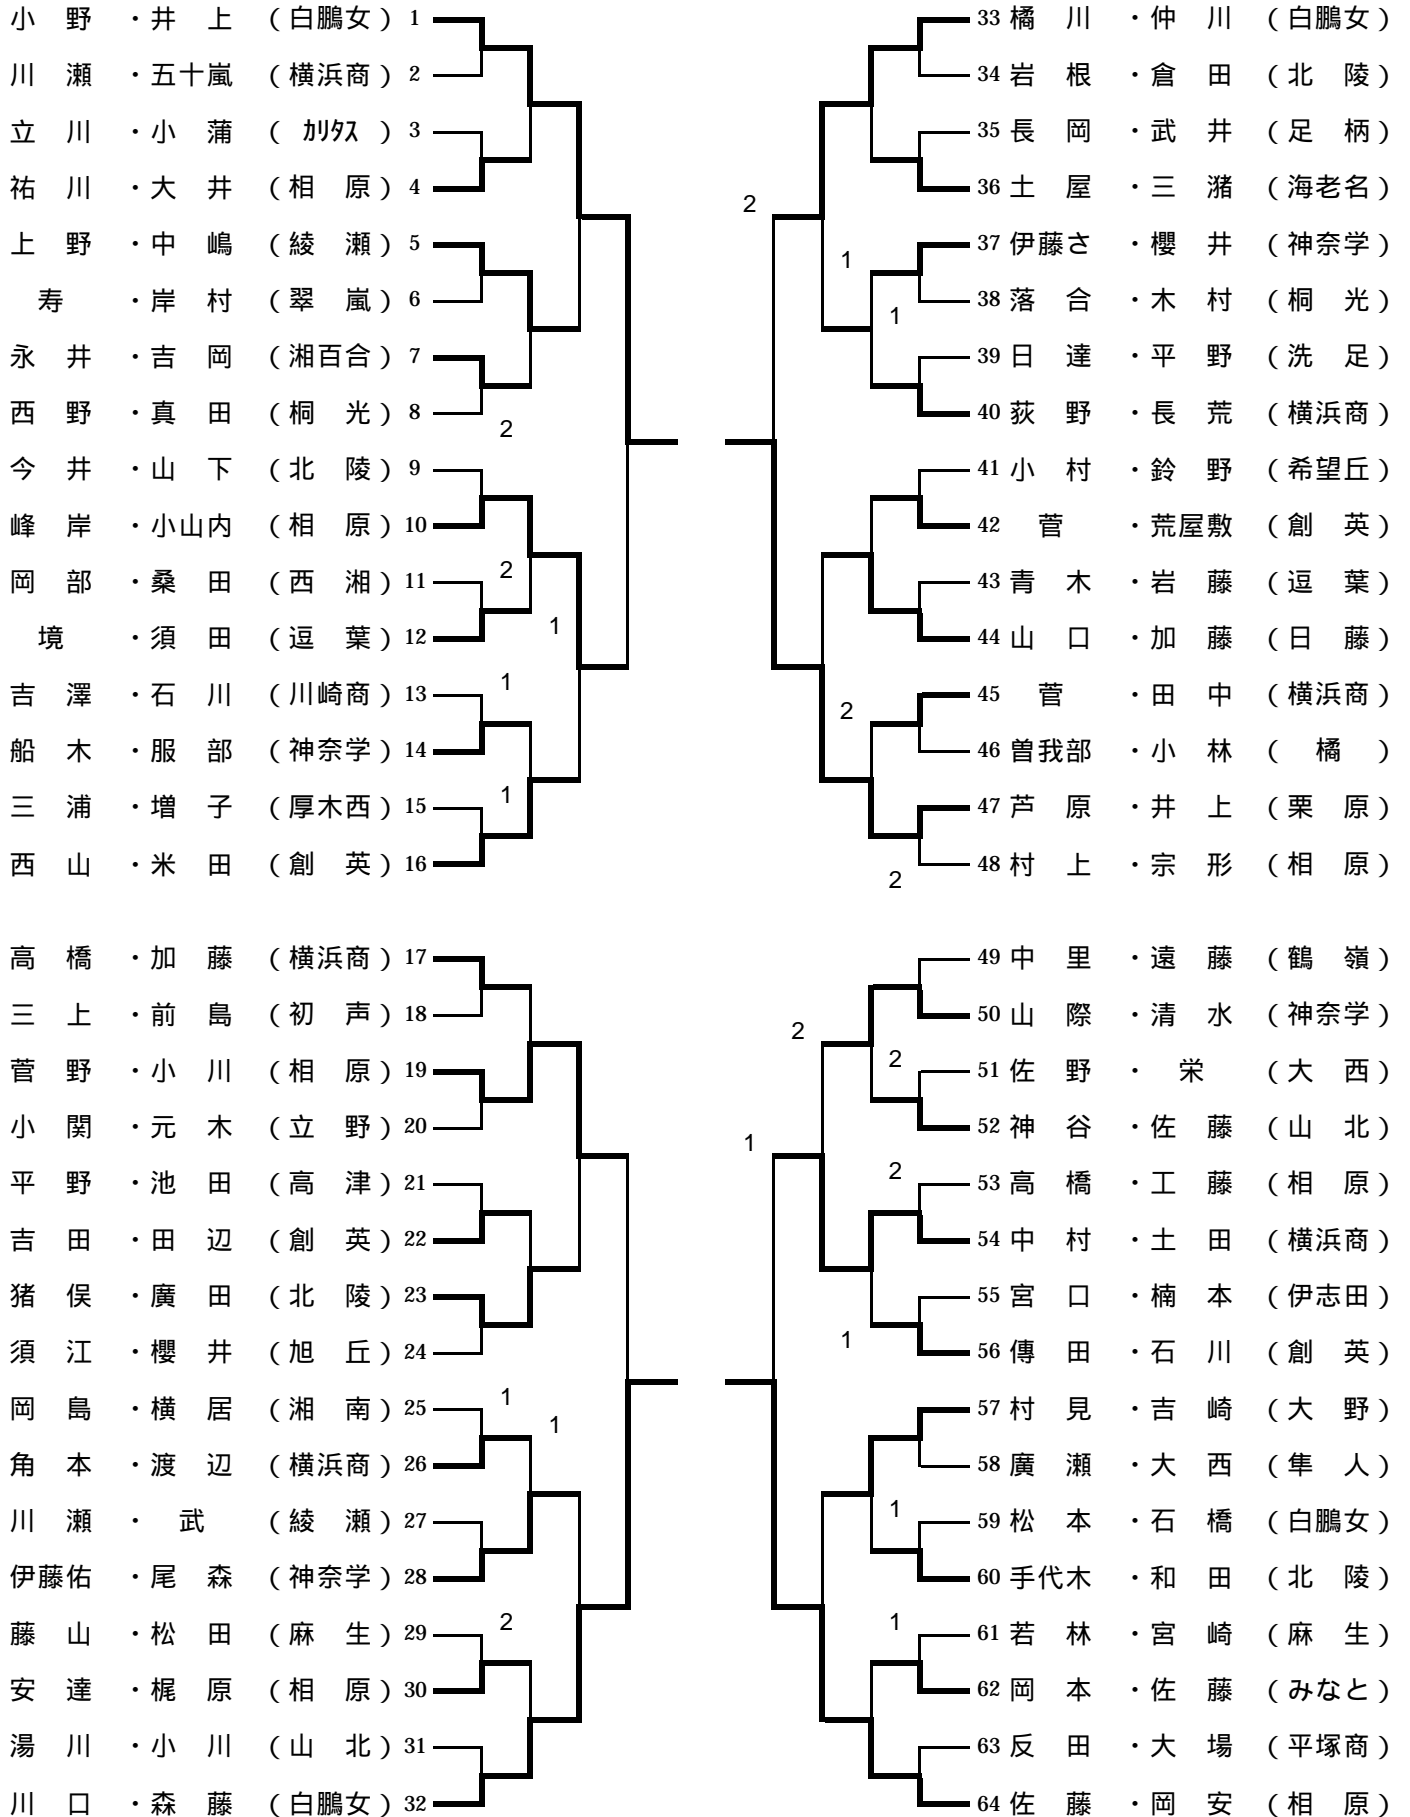 小野・井上（白鵬女）1
川瀬・五十嵐（横浜商）2
立川・小蒲（ｶﾘﾀｽ）3
祐川・大井（相原）4
上野・中嶋（綾瀬）5
寿・岸村（翠嵐）6
永井・吉岡（湘百合）7
西野・真田（桐光）8
2
今井・山下（北陵）9
峰岸・小山内（相原）10
岡部・桑田（西湘）11
2
境・須田（逗葉）12
1
吉澤・石川（川崎商）13
1
船木・服部（神奈学）14
三浦・増子（厚木西）15
1
西山・米田（創英）16
高橋・加藤（横浜商）17
三上・前島（初声）18
菅野・小川（相原）19
小関・元木（立野）20
平野・池田（高津）21
吉田・田辺（創英）22
猪俣・廣田（北陵）23
須江・櫻井（旭丘）24
岡島・横居（湘南）25
1
1
角本・渡辺（横浜商）26
川瀬・武（綾瀬）27
伊藤佑・尾森（神奈学）28
藤山・松田（麻生）29
2
安達・梶原（相原）30
湯川・小川（山北）31
川口・森藤（白鵬女）32
33 橘川・仲川（白鵬女）
34 岩根・倉田（北陵）
35 長岡・武井（足柄）
36 土屋・三潴（海老名）
2
37 伊藤さ・櫻井（神奈学）
1
38 落合・木村（桐光）
1
39 日達・平野（洗足）
40 荻野・長荒（横浜商）
41 小村・鈴野（希望丘）
42 菅・荒屋敷（創英）
43 青木・岩藤（逗葉）
44 山口・加藤（日藤）
45 菅・田中（横浜商）
2
46 曽我部・小林（橘）
47 芦原・井上（栗原）
48 村上・宗形（相原）
2
49 中里・遠藤（鶴嶺）
50 山際・清水（神奈学）
2
2
51 佐野・栄（大西）
52 神谷・佐藤（山北）
1
2
53 高橋・工藤（相原）
54 中村・土田（横浜商）
55 宮口・楠本（伊志田）
1
56 傳田・石川（創英）
57 村見・吉崎（大野）
58 廣瀬・大西（隼人）
1
59 松本・石橋（白鵬女）
60 手代木・和田（北陵）
1
61 若林・宮崎（麻生）
62 岡本・佐藤（みなと）
63 反田・大場（平塚商）
64 佐藤・岡安（相原）